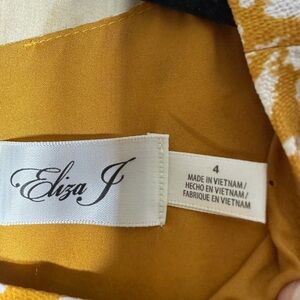 Eliza J
4
MADE IN VIETNAM/
HECHO EN VIETNAM/
FABRIQUE EN VIETNAM